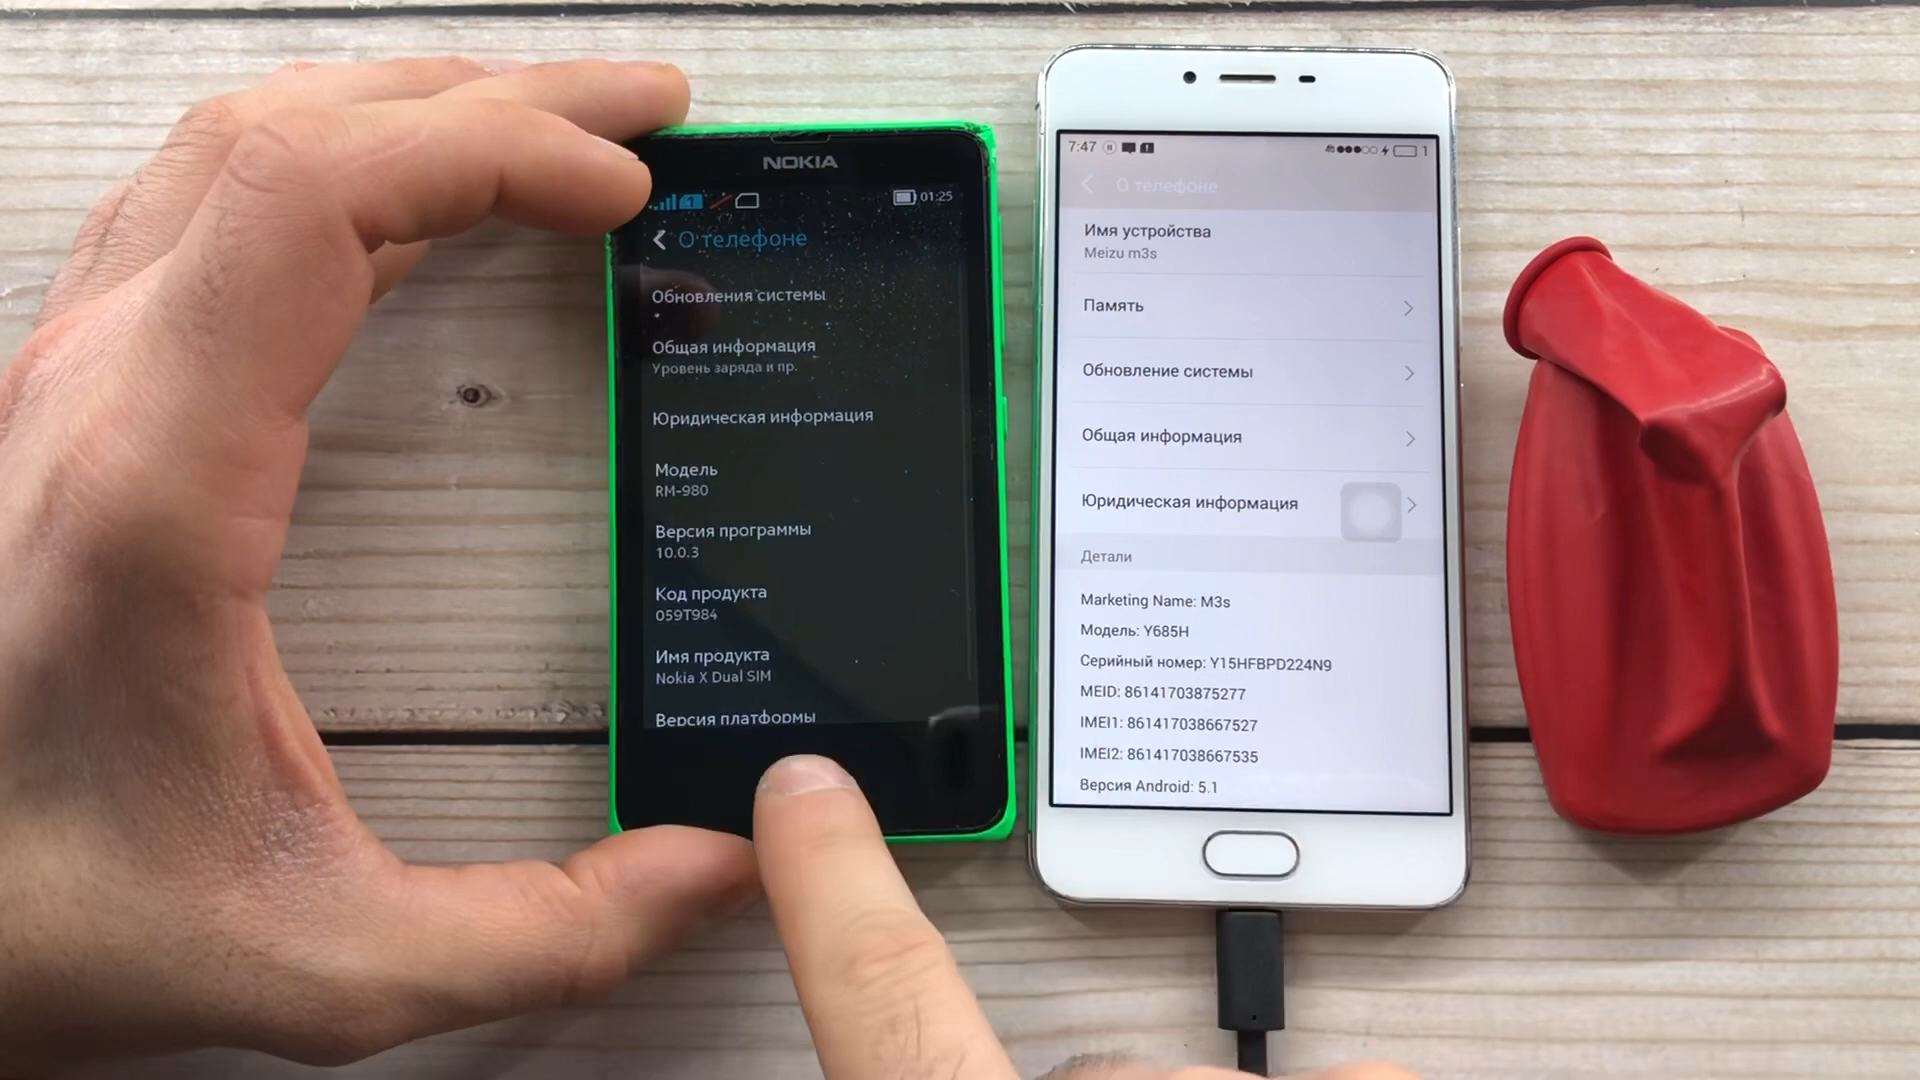 NOKIA
1
01:25
О телефоне
Обновления системы
Общая информация
Уровень заряда и пр.
Юридическая информация
Модель
RM-980
Версия программы
10.0.3
Код продукта
059T984
Имя продукта
Nokia X Dual SIM
Версия платформы
7:47
1
О телефоне
Имя устройства
Meizu m3s
Память
Обновление системы
Общая информация
Юридическая информация
Детали
Marketing Name: M3s
Модель: Y685H
Серийный номер: Y15HFBPD224N9
MEID: 86141703875277
IMEI1: 861417038667527
IMEI2: 861417038667535
Версия Android: 5.1